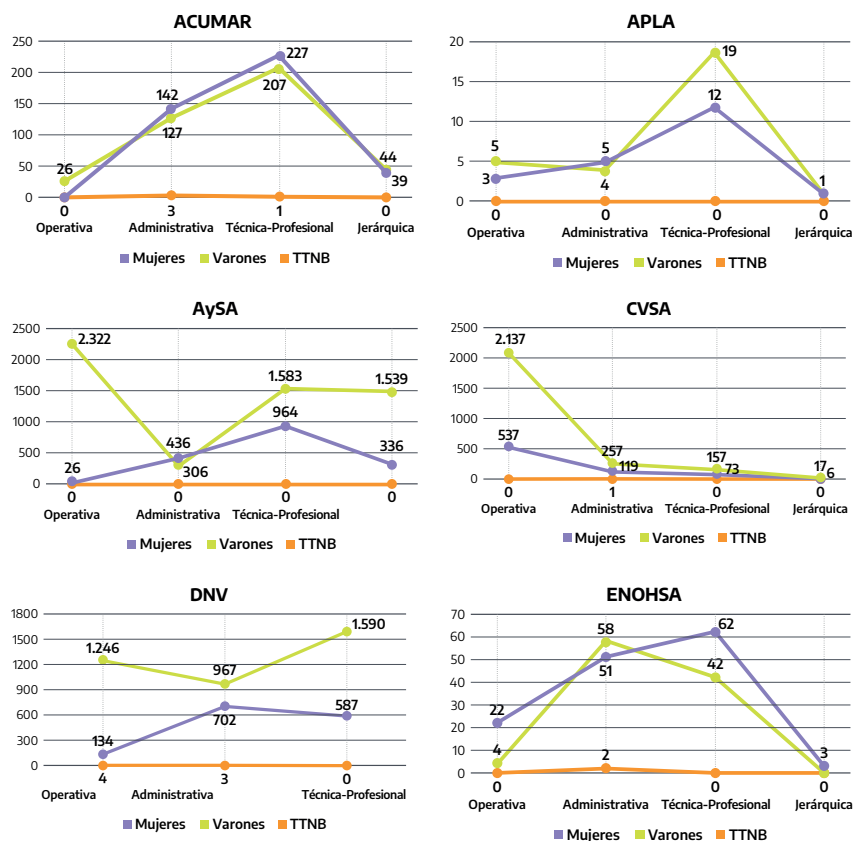 ACUMAR
250
200
150
100
50
0
26
142
127
227
207
44
39
0
3
1
0
Operativa
Administrativa
Técnica-Profesional
Jerárquica
Mujeres
Varones
TTNB
APLA
20
15
10
5
0
5
3
5
4
19
12
1
0
0
0
0
Operativa
Administrativa
Técnica-Profesional
Jerárquica
Mujeres
Varones
TTNB
AySA
2500
2000
1500
1000
500
0
2.322
26
436
306
1.583
964
1.539
336
0
0
0
0
Operativa
Administrativa
Técnica-Profesional
Mujeres
Varones
TTNB
CVSA
2500
2000
1500
1000
500
0
2.137
537
257
119
157
73
17
6
0
1
0
0
Operativa
Administrativa
Técnica-Profesional
Jerárquica
Mujeres
Varones
TTNB
DNV
1800
1500
1200
900
600
300
0
1.246
134
967
702
1.590
587
4
3
0
Operativa
Administrativa
Técnica-Profesional
Mujeres
Varones
TTNB
ENOHSA
70
60
50
40
30
20
10
0
22
4
58
51
2
62
42
3
0
0
0
Operativa
Administrativa
Técnica-Profesional
Jerárquica
Mujeres
Varones
TTNB